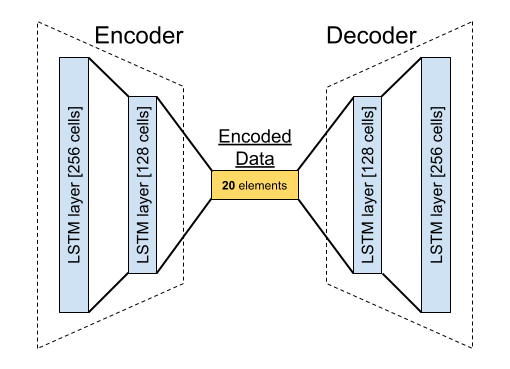 Encoder
Decoder
LSTM layer [256 cells]
LSTM layer [128 cells]
Encoded
Data
20 elements
LSTM layer [128 cells]
LSTM layer [256 cells]